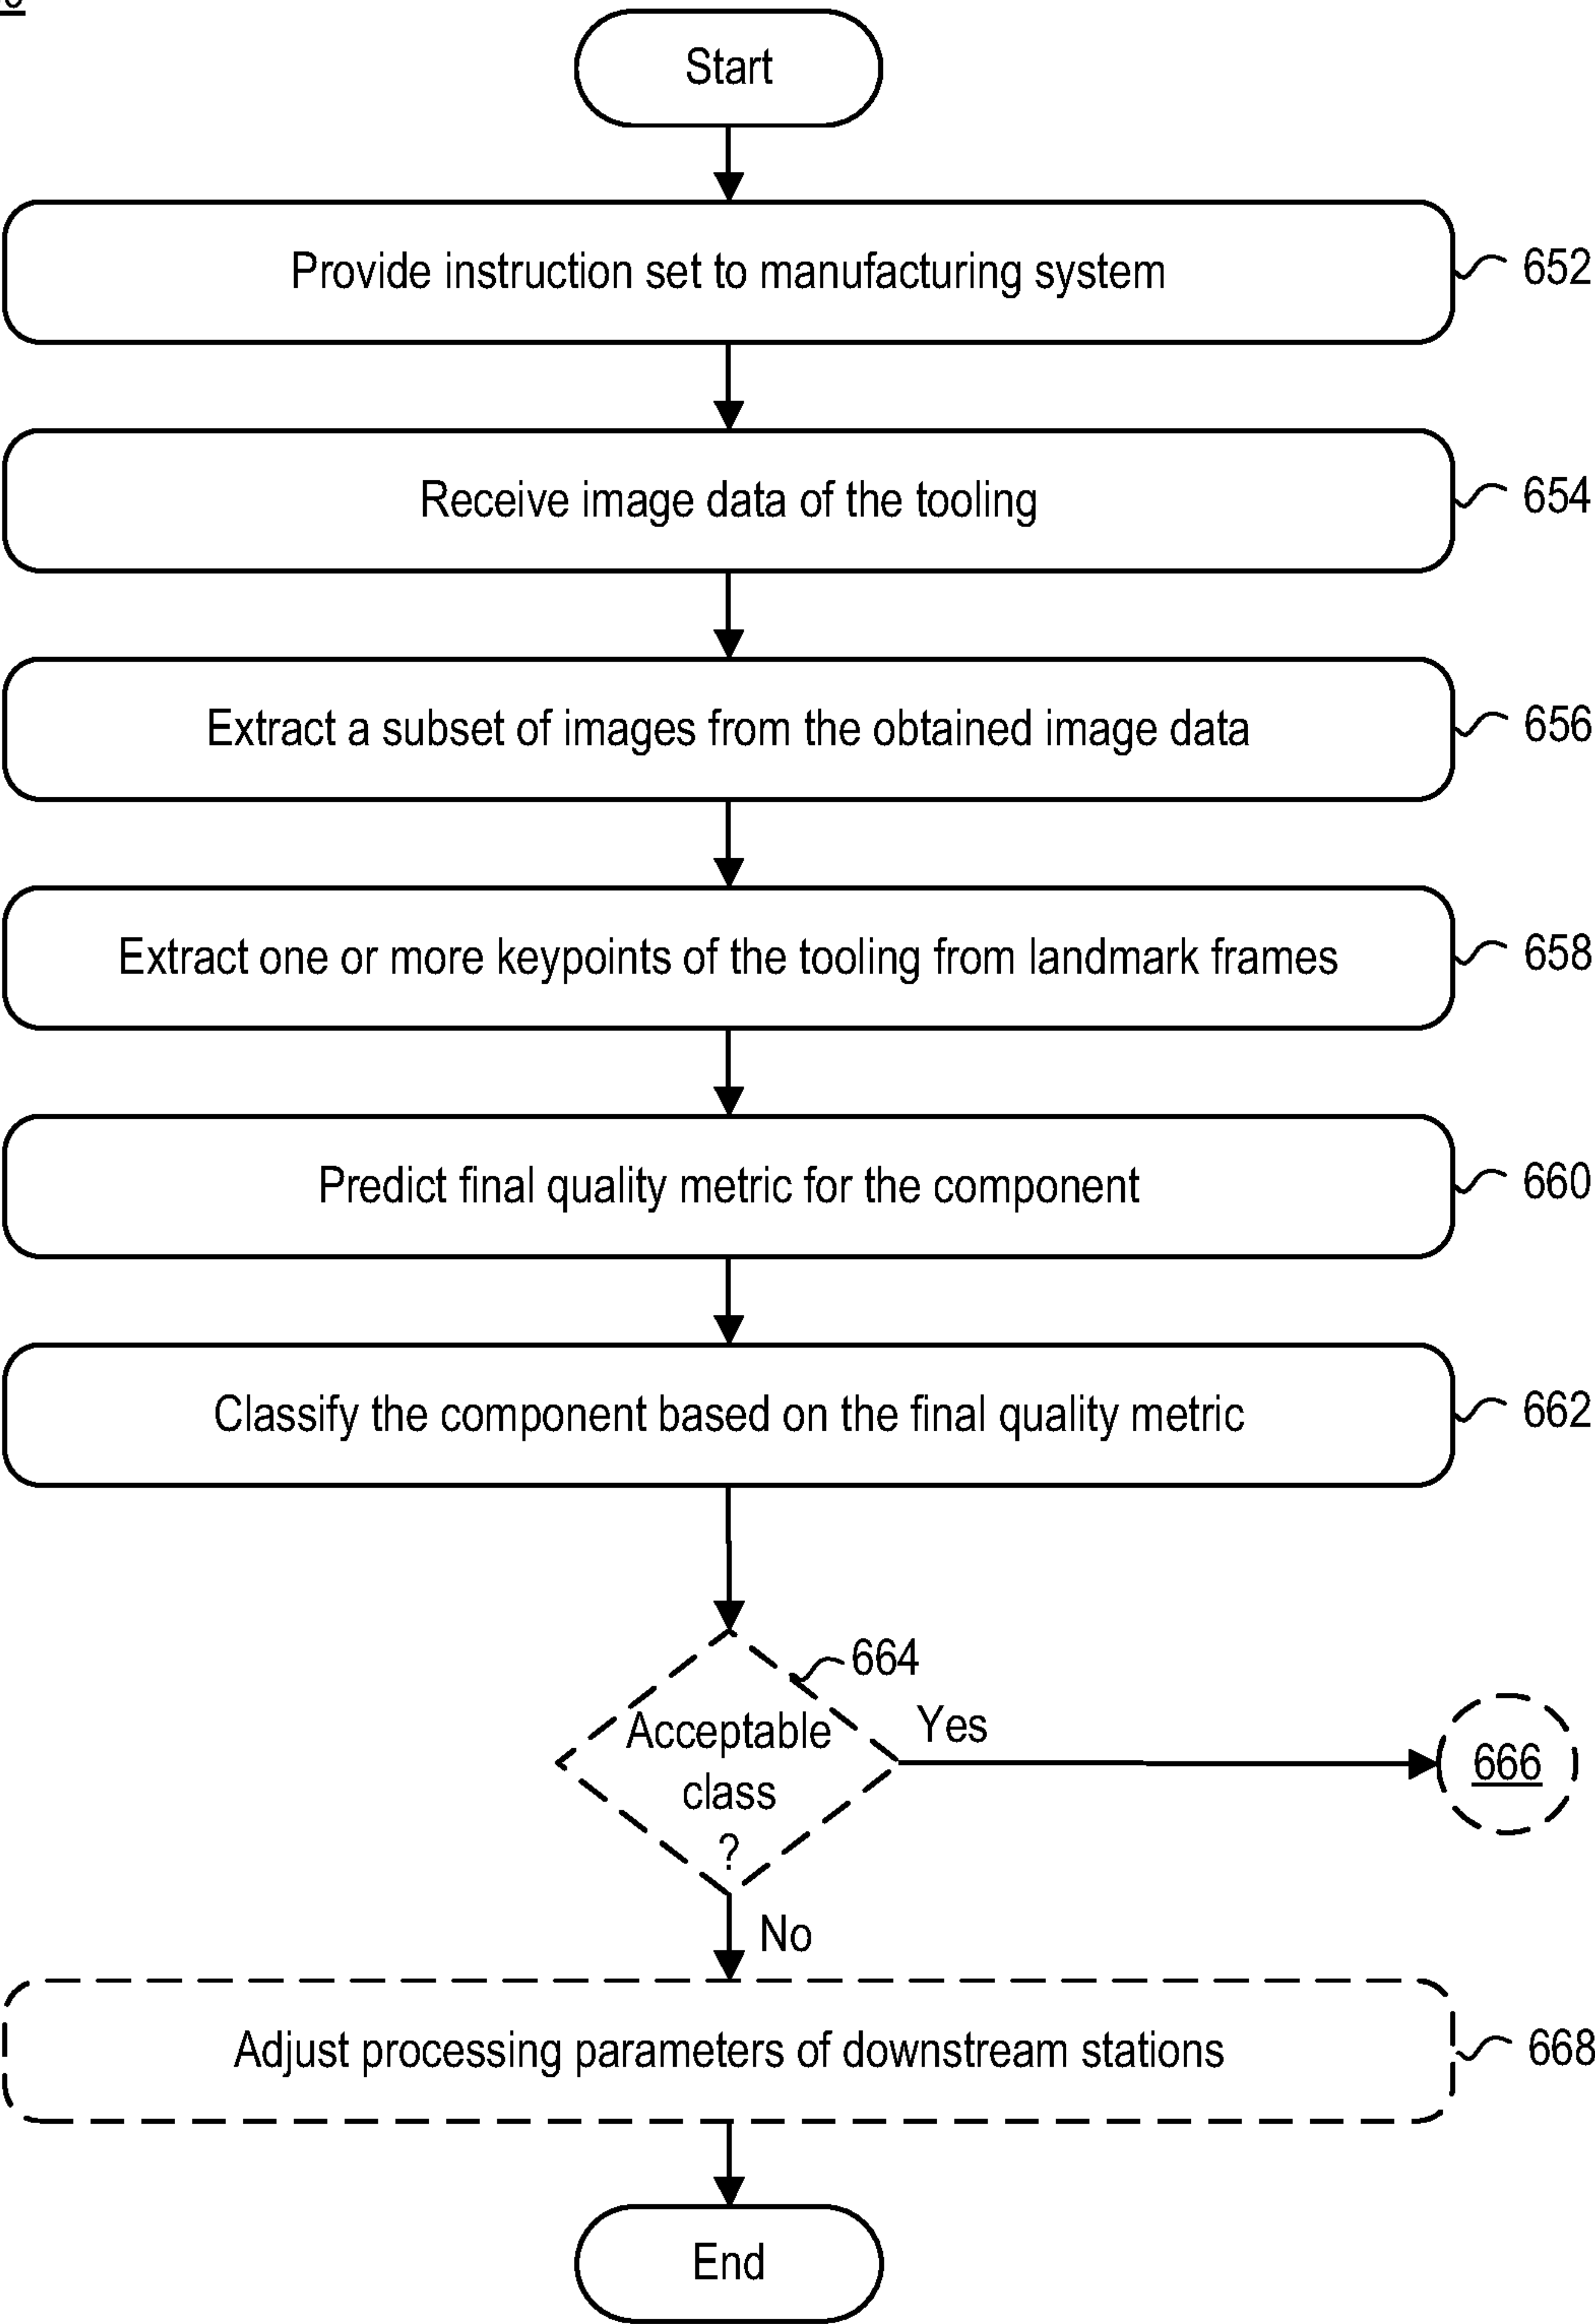 Start
Provide instruction set to manufacturing system 652
Receive image data of the tooling 654
Extract a subset of images from the obtained image data 656
Extract one or more keypoints of the tooling from landmark frames 658
Predict final quality metric for the component 660
Classify the component based on the final quality metric 662
664
Acceptable
class
?
Yes
666
No
Adjust processing parameters of downstream stations 668
End